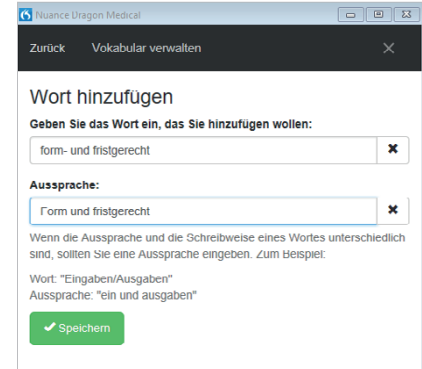 Nuance Dragon Medical
Zurück Vokabular verwalten
Wort hinzufügen
Geben Sie das Wort ein, das Sie hinzufügen wollen:
form- und fristgerecht
Aussprache:
Form und fristgerecht
Wenn die Aussprache und die Schreibweise eines Wortes unterschiedlich
sind, sollten Sie eine Aussprache eingeben. Zum Beispiel:
Wort: "Eingaben/Ausgaben"
Aussprache: "ein und ausgaben"
Speichern